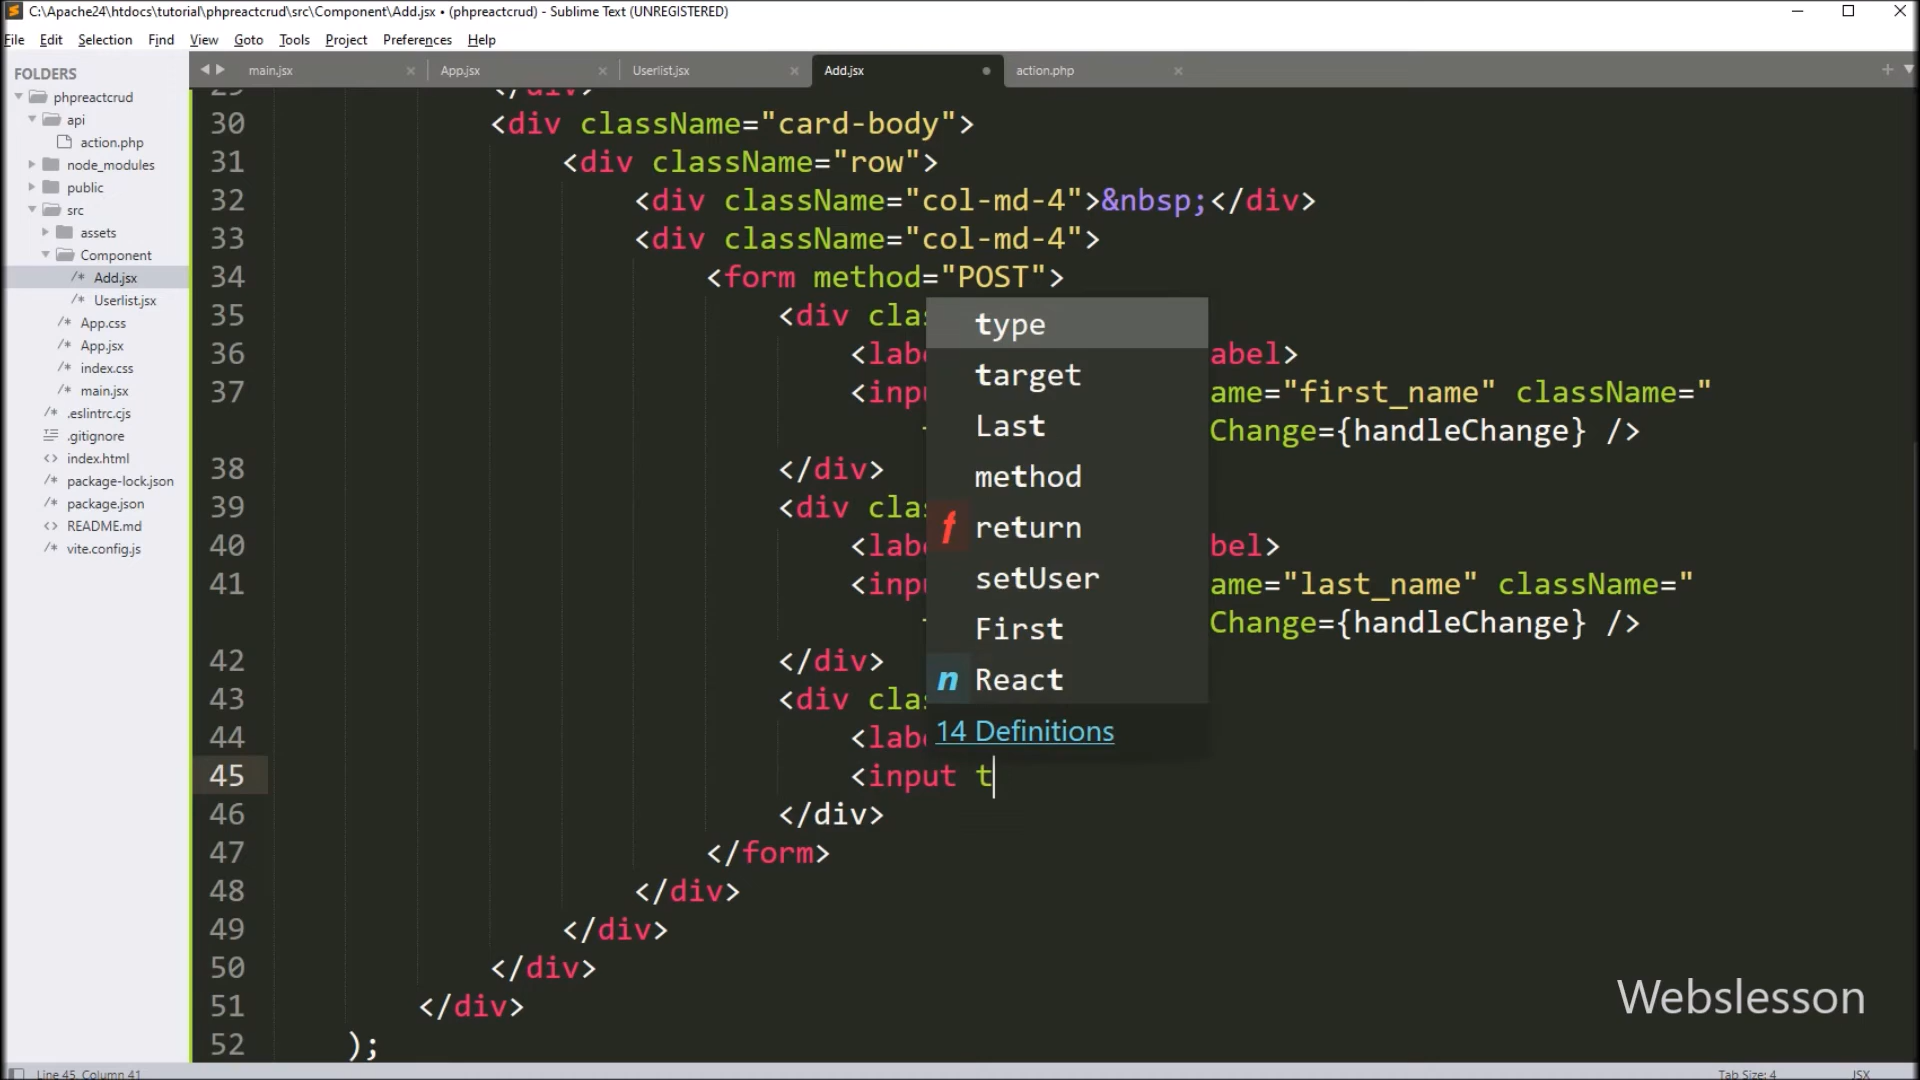 C:\Apache24\htdocs\tutorial\phpreactcrud\src\Component\Add.jsx • (phpreactcrud) - Sublime Text (UNREGISTERED)
File Edit Selection Find View Goto Tools Project Preferences Help
FOLDERS
phpreactcrud
api
action.php
node_modules
public
src
assets
Component
/* Add.jsx
/* Userlist.jsx
/* App.css
/* App.jsx
/* index.css
/* main.jsx
/* .eslintrc.cjs
.gitignore
<> index.html
/* package-lock.json
/* package.json
<> README.md
/* vite.config.js
main.jsx App.jsx Userlist.jsx Add.jsx action.php
29 </div>
30 <div className="card-body">
31 <div className="row">
32 <div className="col-md-4">&nbsp;</div>
33 <div className="col-md-4">
34 <form method="POST">
35 <div clas
36 <labe abel>
37 <inpu ame="first_name" className="
Change={handleChange} />
38 </div>
39 <div clas
40 <labe bel>
41 <inpu ame="last_name" className="
Change={handleChange} />
42 </div>
43 <div clas
44 <labe
45 <input t
46 </div>
47 </form>
48 </div>
49 </div>
50 </div>
51 </div>
52 );
type
target
Last
method
f return
setUser
First
n React
14 Definitions
Webslesson
Line 45, Column 41
Tab Size: 4
JSX